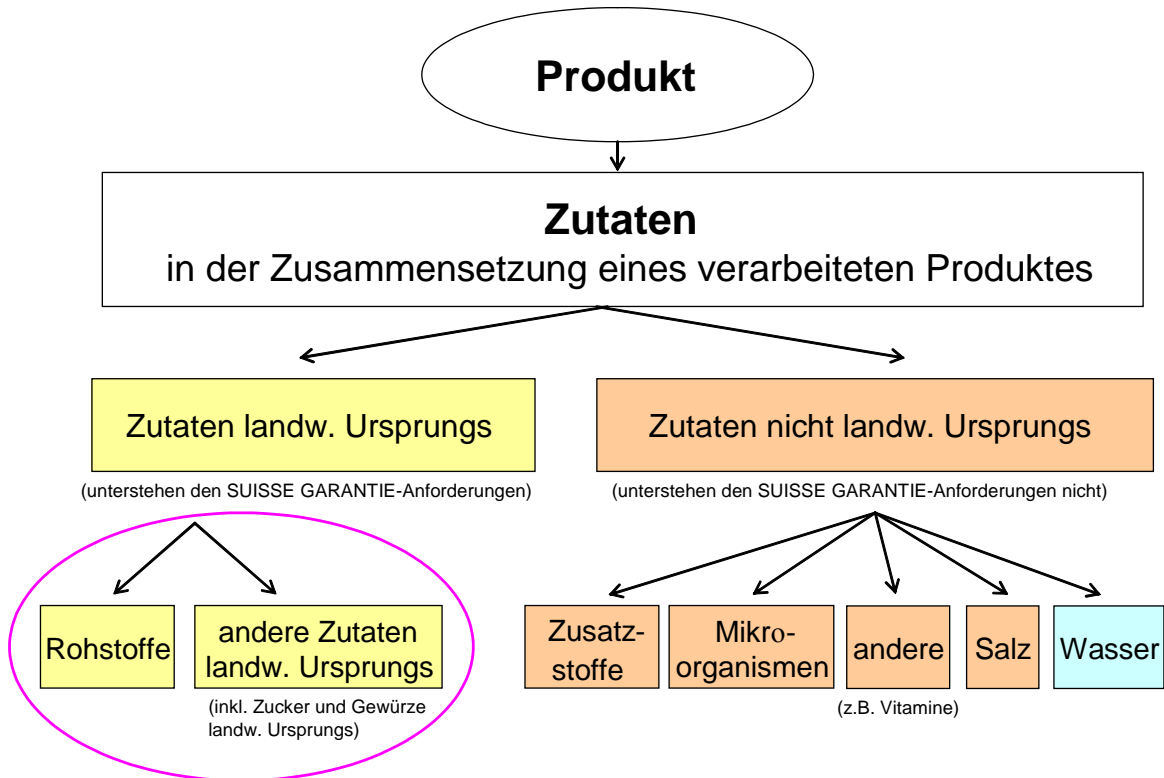 Produkt
Zutaten
in der Zusammensetzung eines verarbeiteten Produktes
Zutaten landw. Ursprungs
(unterstehen den SUISSE GARANTIE-Anforderungen)
Zutaten nicht landw. Ursprungs
(unterstehen den SUISSE GARANTIE-Anforderungen nicht)
Rohstoffe
andere Zutaten
landw. Ursprungs
(inkl. Zucker und Gewürze
landw. Ursprungs)
Zusatz-
stoffe
Mikro-
organismen
andere
(z.B. Vitamine)
Salz
Wasser